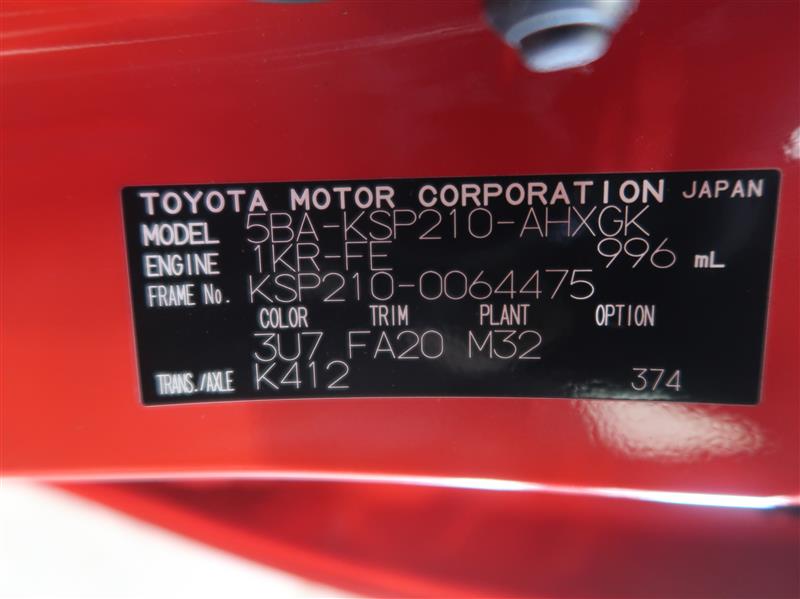 TOYOTA MOTOR CORPORATION JAPAN
MODEL 5BA-KSP210-AHXGK
ENGINE 1KR-FE 996 mL
FRAME No. KSP210-0064475
COLOR TRIM PLANT OPTION
3U7 FA20 M32
TRANS./AXLE K412 374